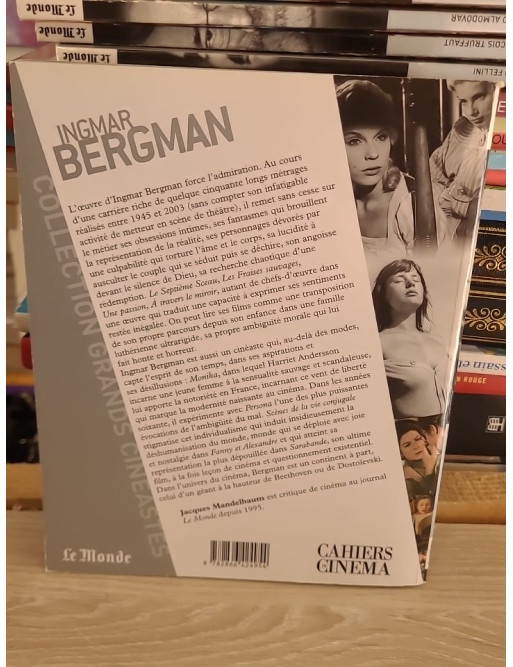 Le Monde
O ALMODOVAR
Le Monde
COIS TRUFFAUT
Le Monde
O FELLINI
INGMAR
BERGMAN
COLLECTION GRANDS CINÉASTES
L'œuvre d'Ingmar Bergman force l'admiration. Au cours
d'une carrière riche de quelque cinquante longs métrages
réalisés entre 1945 et 2003 (sans compter son infatigable
activité de metteur en scène de théâtre), il remet sans cesse sur
le métier ses obsessions intimes, ses fantasmes qui brouillent
la représentation de la réalité, ses personnages dévorés par
une culpabilité qui torture l'âme et le corps, sa lucidité à
ausculter le couple qui se séduit puis se déchire, son angoisse
devant le silence de Dieu, sa recherche chaotique d'une
rédemption. Le Septième Sceau, Les Fraises sauvages,
Une passion, À travers le miroir, autant de chefs-d'œuvre dans
une œuvre qui traduit une capacité à exprimer ses sentiments
restée inégalée. On peut lire ses films comme une transposition
de son propre parcours depuis son enfance dans une famille
luthérienne ultrarigide, sa propre ambiguïté morale qui lui
fait honte et horreur.
Ingmar Bergman est aussi un cinéaste qui, au-delà des modes,
capte l'esprit de son temps, dans ses aspirations et
ses désillusions : Monika, dans lequel Harriet Andersson
incarne une jeune femme à la sensualité sauvage et scandaleuse,
lui apporte la notoriété en France, incarnant ce vent de liberté
qui marque la modernité naissante au cinéma. Dans les années
soixante, il expérimente avec Persona l'une des plus puissantes
évocations de l'ambiguïté du mal. Scènes de la vie conjugale
stigmatise cet individualisme qui induit insidieusement la
déshumanisation du monde, monde qui se déploie avec joie
et nostalgie dans Fanny et Alexandre et qui atteint sa
représentation la plus dépouillée dans Sarabande, son ultime
film, à la fois leçon de cinéma et questionnement existentiel.
Dans l'univers du cinéma, Bergman est un continent à part,
celui d'un géant à la hauteur de Beethoven ou de Dostoïevski.
Jacques Mandelbaum est critique de cinéma au journal
Le Monde depuis 1995.
Le Monde
9 782866 424954
CAHIERS
DU
CINEMA
ssain et
N ROUGE